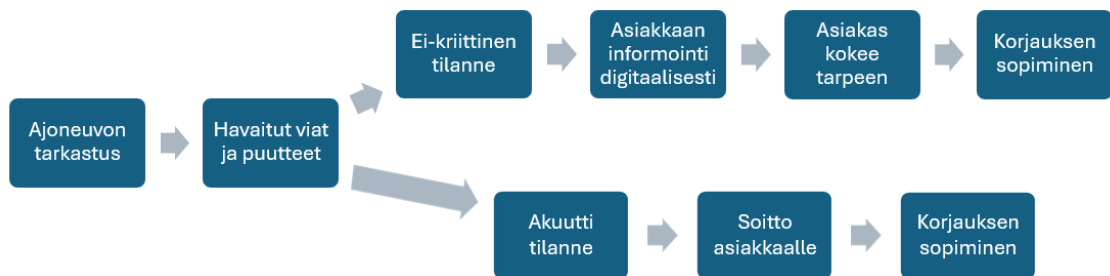 Ajoneuvon
tarkastus
Havaitut viat
ja puutteet
Ei-kriittinen
tilanne
Asiakkaan
informointi
digitaalisesti
Asiakas
kokee
tarpeen
Korjauksen
sopiminen
Akuutti
tilanne
Soitto
asiakkaalle
Korjauksen
sopiminen